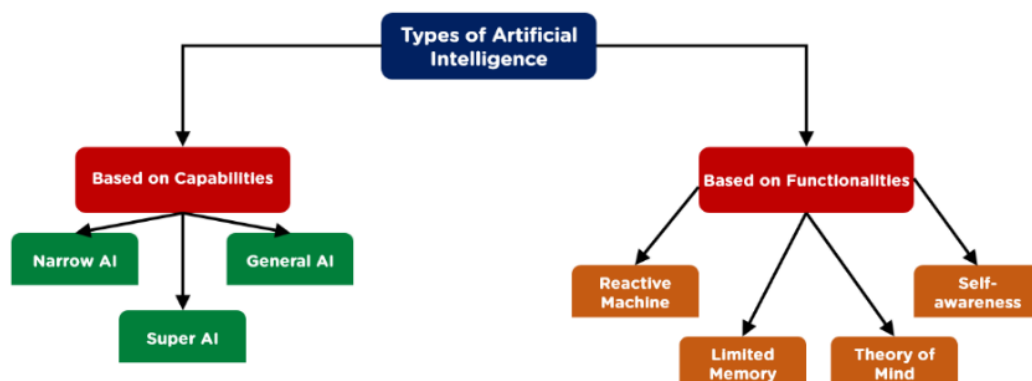 Types of Artificial
Intelligence
Based on Capabilities
Based on Functionalities
Narrow AI
General AI
Super AI
Reactive
Machine
Self-
awareness
Limited
Memory
Theory of
Mind